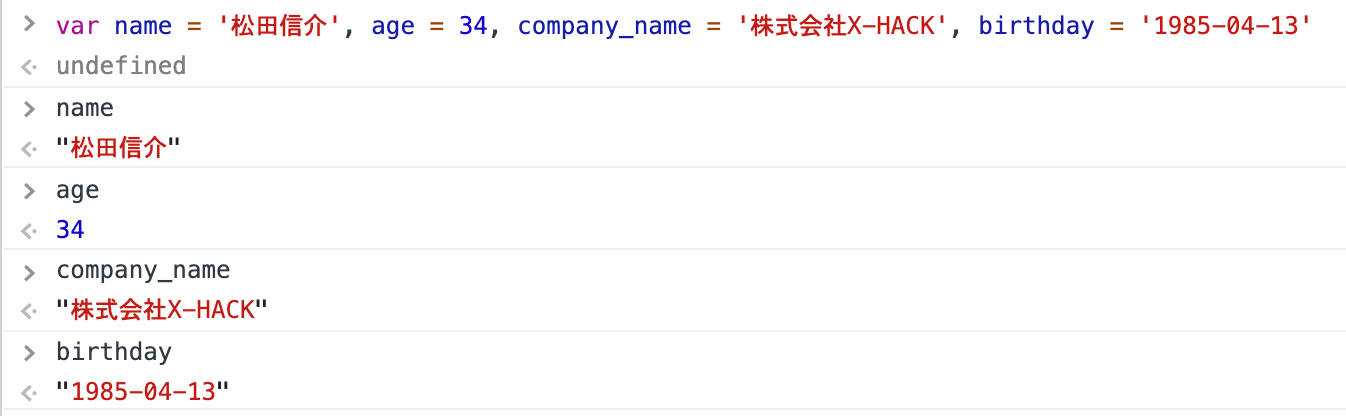 > var name = '松田信介', age = 34, company_name = '株式会社X-HACK', birthday = '1985-04-13'
undefined
> name
"松田信介"
> age
34
> company_name
"株式会社X-HACK"
> birthday
"1985-04-13"